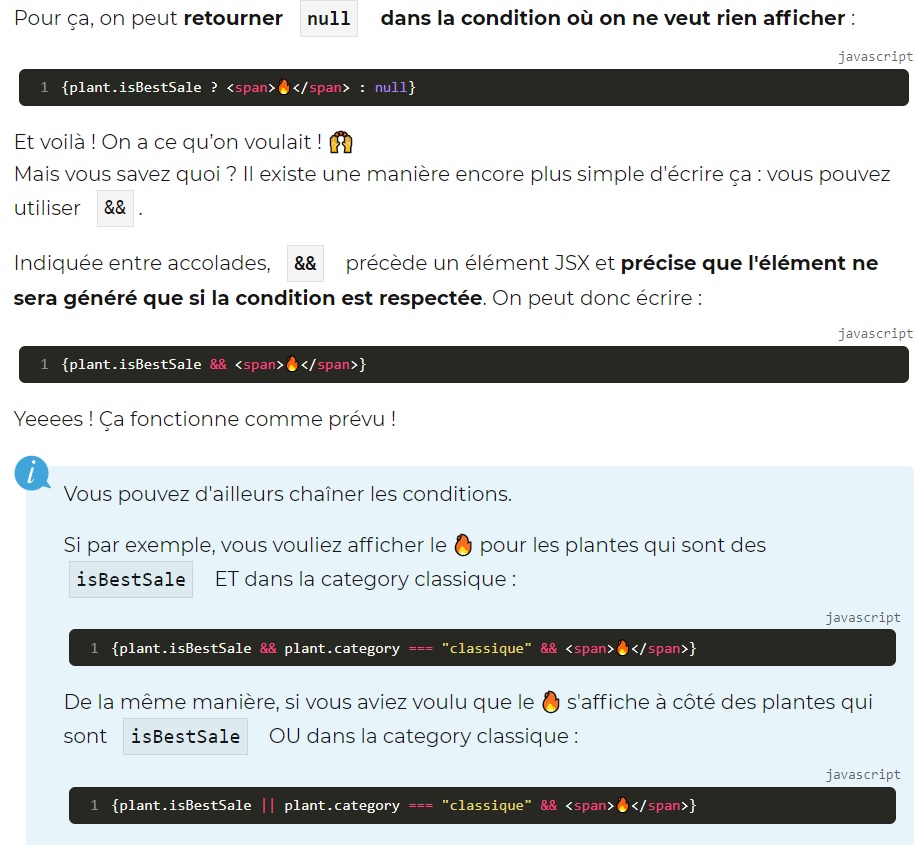 Pour ça, on peut retourner null dans la condition où on ne veut rien afficher :
javascript
1 {plant.isBestSale ? <span>🔥</span> : null}
Et voilà ! On a ce qu’on voulait ! 🙌
Mais vous savez quoi ? Il existe une manière encore plus simple d'écrire ça : vous pouvez
utiliser && .
Indiquée entre accolades, && précède un élément JSX et précise que l'élément ne
sera généré que si la condition est respectée. On peut donc écrire :
javascript
1 {plant.isBestSale && <span>🔥</span>}
Yeeees ! Ça fonctionne comme prévu !
i
Vous pouvez d'ailleurs chaîner les conditions.
Si par exemple, vous vouliez afficher le 🔥 pour les plantes qui sont des
isBestSale ET dans la category classique :
javascript
1 {plant.isBestSale && plant.category === "classique" && <span>🔥</span>}
De la même manière, si vous aviez voulu que le 🔥 s'affiche à côté des plantes qui
sont isBestSale OU dans la category classique :
javascript
1 {plant.isBestSale || plant.category === "classique" && <span>🔥</span>}